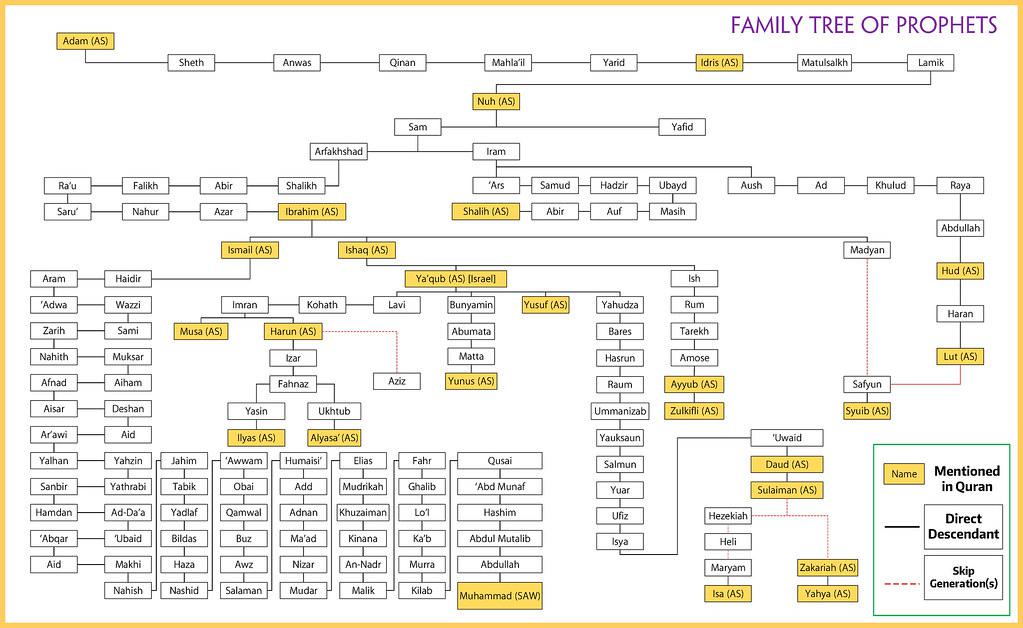 FAMILY TREE OF PROPHETS
Adam (AS)
Sheth
Anwas
Qinan
Mahla'il
Yarid
Idris (AS)
Matulsalkh
Lamik
Nuh (AS)
Sam
Yafid
Arfakhshad
Iram
Ra'u
Falikh
Abir
Shalikh
'Ars
Samud
Hadzir
Ubayd
Aush
Ad
Khulud
Raya
Saru'
Nahur
Azar
Ibrahim (AS)
Shalih (AS)
Abir
Auf
Masih
Abdullah
Ismail (AS)
Ishaq (AS)
Madyan
Hud (AS)
Aram
Haidir
Ya'qub (AS) [Israel]
Ish
'Adwa
Wazzi
Imran
Kohath
Lavi
Bunyamin
Yusuf (AS)
Yahudza
Rum
Haran
Zarih
Sami
Musa (AS)
Harun (AS)
Abumata
Bares
Tarekh
Nahith
Muksar
Izar
Matta
Hasrun
Amose
Lut (AS)
Afnad
Aiham
Fahnaz
Aziz
Yunus (AS)
Raum
Ayyub (AS)
Safyun
Aisar
Deshan
Yasin
Ukhtub
Ummanizab
Zulkifli (AS)
Syuib (AS)
Ar'awi
Aid
Ilyas (AS)
Alyasa' (AS)
Yauksaun
'Uwaid
Yalhan
Yahzin
Jahim
'Awwam
Humaisi'
Elias
Fahr
Qusai
Salmun
Daud (AS)
Sanbir
Yathrabi
Tabik
Obai
Add
Mudrikah
Ghalib
'Abd Munaf
Yuar
Sulaiman (AS)
Hamdan
Ad-Da'a
Yadlaf
Qamwal
Adnan
Khuzaiman
Lo'I
Hashim
Ufiz
Hezekiah
'Abqar
'Ubaid
Bildas
Buz
Ma'ad
Kinana
Ka'b
Abdul Mutalib
Isya
Heli
Aid
Makhi
Haza
Awz
Nizar
An-Nadr
Murra
Abdullah
Maryam
Zakariah (AS)
Nahish
Nashid
Salaman
Mudar
Malik
Kilab
Muhammad (SAW)
Isa (AS)
Yahya (AS)
Name
Mentioned
in Quran
Direct
Descendant
Skip
Generation(s)